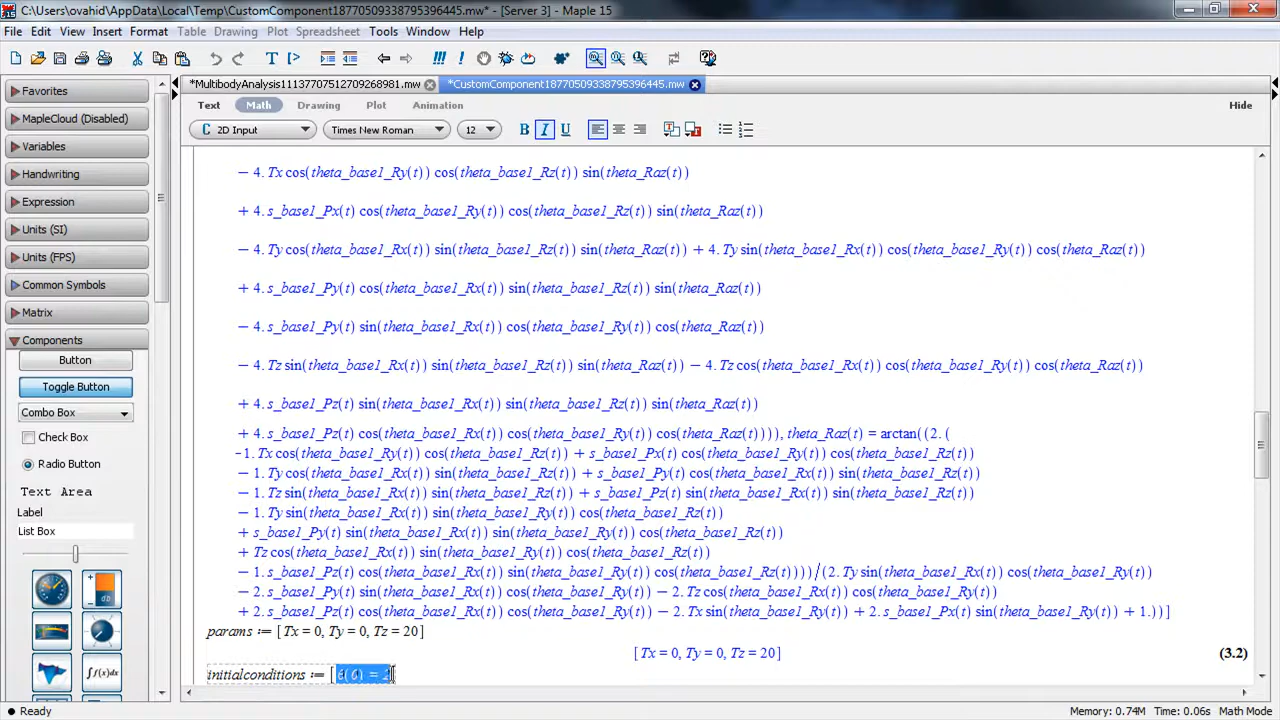 C:\Users\ovahid\AppData\Local\Temp\CustomComponent18770509338795396445.mw* - [Server 3] - Maple 15
File Edit View Insert Format Table Drawing Plot Spreadsheet Tools Window Help
*MultibodyAnalysis11137707512709268981.mw *CustomComponent18770509338795396445.mw
Text Math Drawing Plot Animation Hide
C 2D Input Times New Roman 12 B I U
Favorites
MapleCloud (Disabled)
Variables
Handwriting
Expression
Units (SI)
Units (FPS)
Common Symbols
Matrix
Components
Button
Toggle Button
Combo Box
Check Box
Radio Button
Text Area
Label
List Box
− 4. Tx cos(theta_base1_Ry(t)) cos(theta_base1_Rz(t)) sin(theta_Raz(t))
+ 4. s_base1_Px(t) cos(theta_base1_Ry(t)) cos(theta_base1_Rz(t)) sin(theta_Raz(t))
− 4. Ty cos(theta_base1_Rx(t)) sin(theta_base1_Rz(t)) sin(theta_Raz(t)) + 4. Ty sin(theta_base1_Rx(t)) cos(theta_base1_Ry(t)) cos(theta_Raz(t))
+ 4. s_base1_Py(t) cos(theta_base1_Rx(t)) sin(theta_base1_Rz(t)) sin(theta_Raz(t))
− 4. s_base1_Py(t) sin(theta_base1_Rx(t)) cos(theta_base1_Ry(t)) cos(theta_Raz(t))
− 4. Tz sin(theta_base1_Rx(t)) sin(theta_base1_Rz(t)) sin(theta_Raz(t)) − 4. Tz cos(theta_base1_Rx(t)) cos(theta_base1_Ry(t)) cos(theta_Raz(t))
+ 4. s_base1_Pz(t) sin(theta_base1_Rx(t)) sin(theta_base1_Rz(t)) sin(theta_Raz(t))
+ 4. s_base1_Pz(t) cos(theta_base1_Rx(t)) cos(theta_base1_Ry(t)) cos(theta_Raz(t)))), theta_Raz(t) = arctan((2. (
−1. Tx cos(theta_base1_Ry(t)) cos(theta_base1_Rz(t)) + s_base1_Px(t) cos(theta_base1_Ry(t)) cos(theta_base1_Rz(t))
− 1. Ty cos(theta_base1_Rx(t)) sin(theta_base1_Rz(t)) + s_base1_Py(t) cos(theta_base1_Rx(t)) sin(theta_base1_Rz(t))
− 1. Tz sin(theta_base1_Rx(t)) sin(theta_base1_Rz(t)) + s_base1_Pz(t) sin(theta_base1_Rx(t)) sin(theta_base1_Rz(t))
− 1. Ty sin(theta_base1_Rx(t)) sin(theta_base1_Ry(t)) cos(theta_base1_Rz(t))
+ s_base1_Py(t) sin(theta_base1_Rx(t)) sin(theta_base1_Ry(t)) cos(theta_base1_Rz(t))
+ Tz cos(theta_base1_Rx(t)) sin(theta_base1_Ry(t)) cos(theta_base1_Rz(t))
− 1. s_base1_Pz(t) cos(theta_base1_Rx(t)) sin(theta_base1_Ry(t)) cos(theta_base1_Rz(t))))/(2. Ty sin(theta_base1_Rx(t)) cos(theta_base1_Ry(t))
− 2. s_base1_Py(t) sin(theta_base1_Rx(t)) cos(theta_base1_Ry(t)) − 2. Tz cos(theta_base1_Rx(t)) cos(theta_base1_Ry(t))
+ 2. s_base1_Pz(t) cos(theta_base1_Rx(t)) cos(theta_base1_Ry(t)) − 2. Tx sin(theta_base1_Ry(t)) + 2. s_base1_Px(t) sin(theta_base1_Ry(t)) + 1.))]
params := [Tx = 0, Ty = 0, Tz = 20]
[Tx = 0, Ty = 0, Tz = 20] (3.2)
initialconditions := [
Ready Memory: 0.74M Time: 0.06s Math Mode